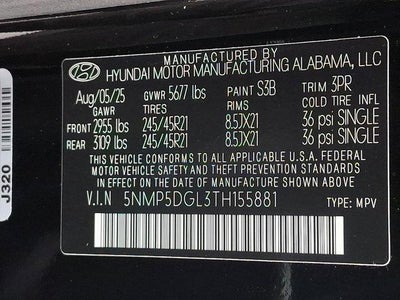 MANUFACTURED BY
HYUNDAI MOTOR MANUFACTURING ALABAMA, LLC
Aug/05/25 GVWR 5677 lbs PAINT S3B TRIM 3PR
GAWR TIRES RIMS COLD TIRE INFL
FRONT 2955 lbs 245/45R21 8.5JX21 36 psi SINGLE
REAR 3109 lbs 245/45R21 8.5JX21 36 psi SINGLE
THIS VEHICLE CONFORMS TO ALL APPLICABLE U.S.A. FEDERAL
MOTOR VEHICLE SAFETY, BUMPER, AND THEFT PREVENTION STANDARDS
IN EFFECT ON THE DATE OF MANUFACTURE SHOWN ABOVE.
V.I.N 5NMP5DGL3TH155881 TYPE: MPV
J320